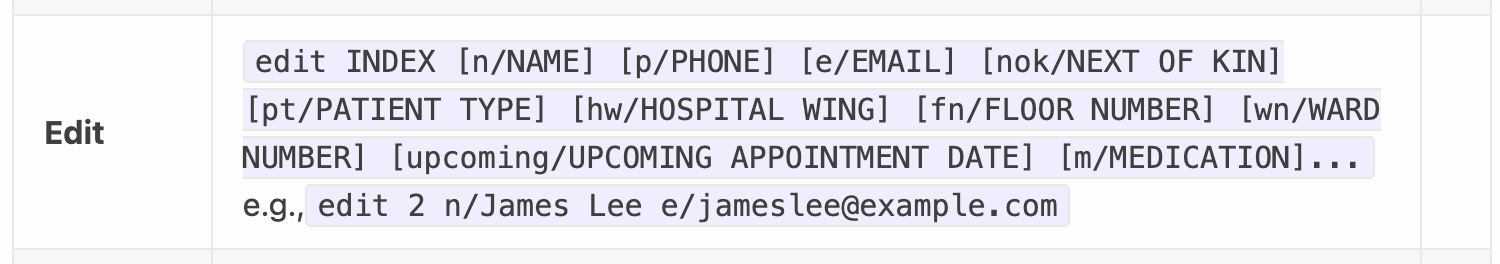 Edit
edit INDEX [n/NAME] [p/PHONE] [e/EMAIL] [nok/NEXT OF KIN]
[pt/PATIENT TYPE] [hw/HOSPITAL WING] [fn/FLOOR NUMBER] [wn/WARD
NUMBER] [upcoming/UPCOMING APPOINTMENT DATE] [m/MEDICATION]...
e.g., edit 2 n/James Lee e/jameslee@example.com